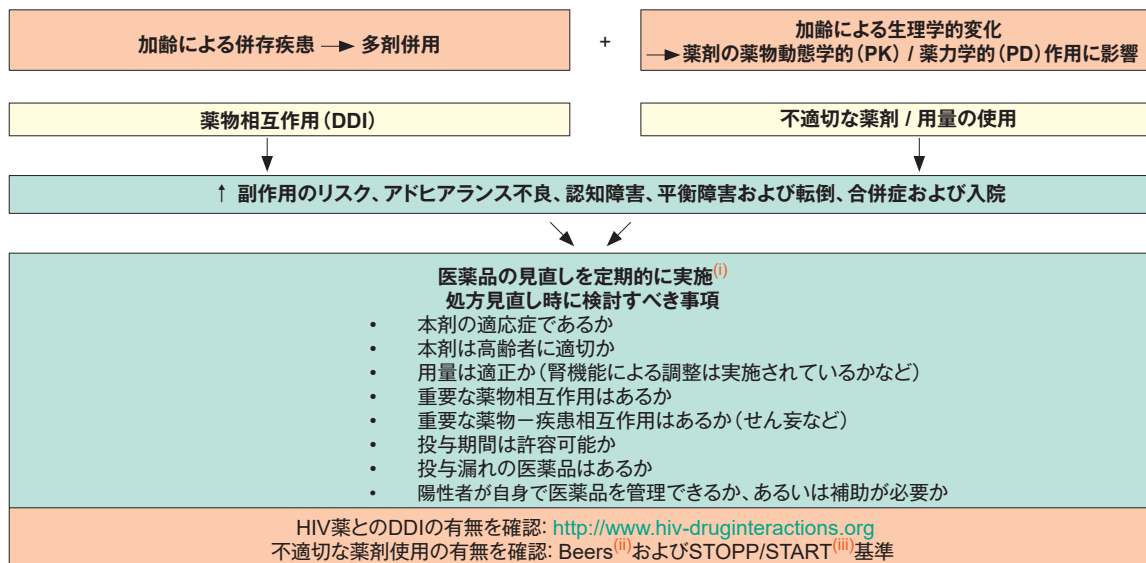 加齢による併存疾患 → 多剤併用
+
加齢による生理学的変化
→ 薬剤の薬物動態学的(PK) / 薬力学的(PD)作用に影響
薬物相互作用(DDI)
不適切な薬剤 / 用量の使用
↑ 副作用のリスク、アドヒアランス不良、認知障害、平衡障害および転倒、合併症および入院
医薬品の見直しを定期的に実施(i)
処方見直し時に検討すべき事項
• 本剤の適応症であるか
• 本剤は高齢者に適切か
• 用量は適正か(腎機能による調整は実施されているかなど)
• 重要な薬物相互作用はあるか
• 重要な薬物－疾患相互作用はあるか(せん妄など)
• 投与期間は許容可能か
• 投与漏れの医薬品はあるか
• 陽性者が自身で医薬品を管理できるか、あるいは補助が必要か
HIV薬とのDDIの有無を確認: http://www.hiv-druginteractions.org
不適切な薬剤使用の有無を確認: Beers(ii)およびSTOPP/START(iii)基準